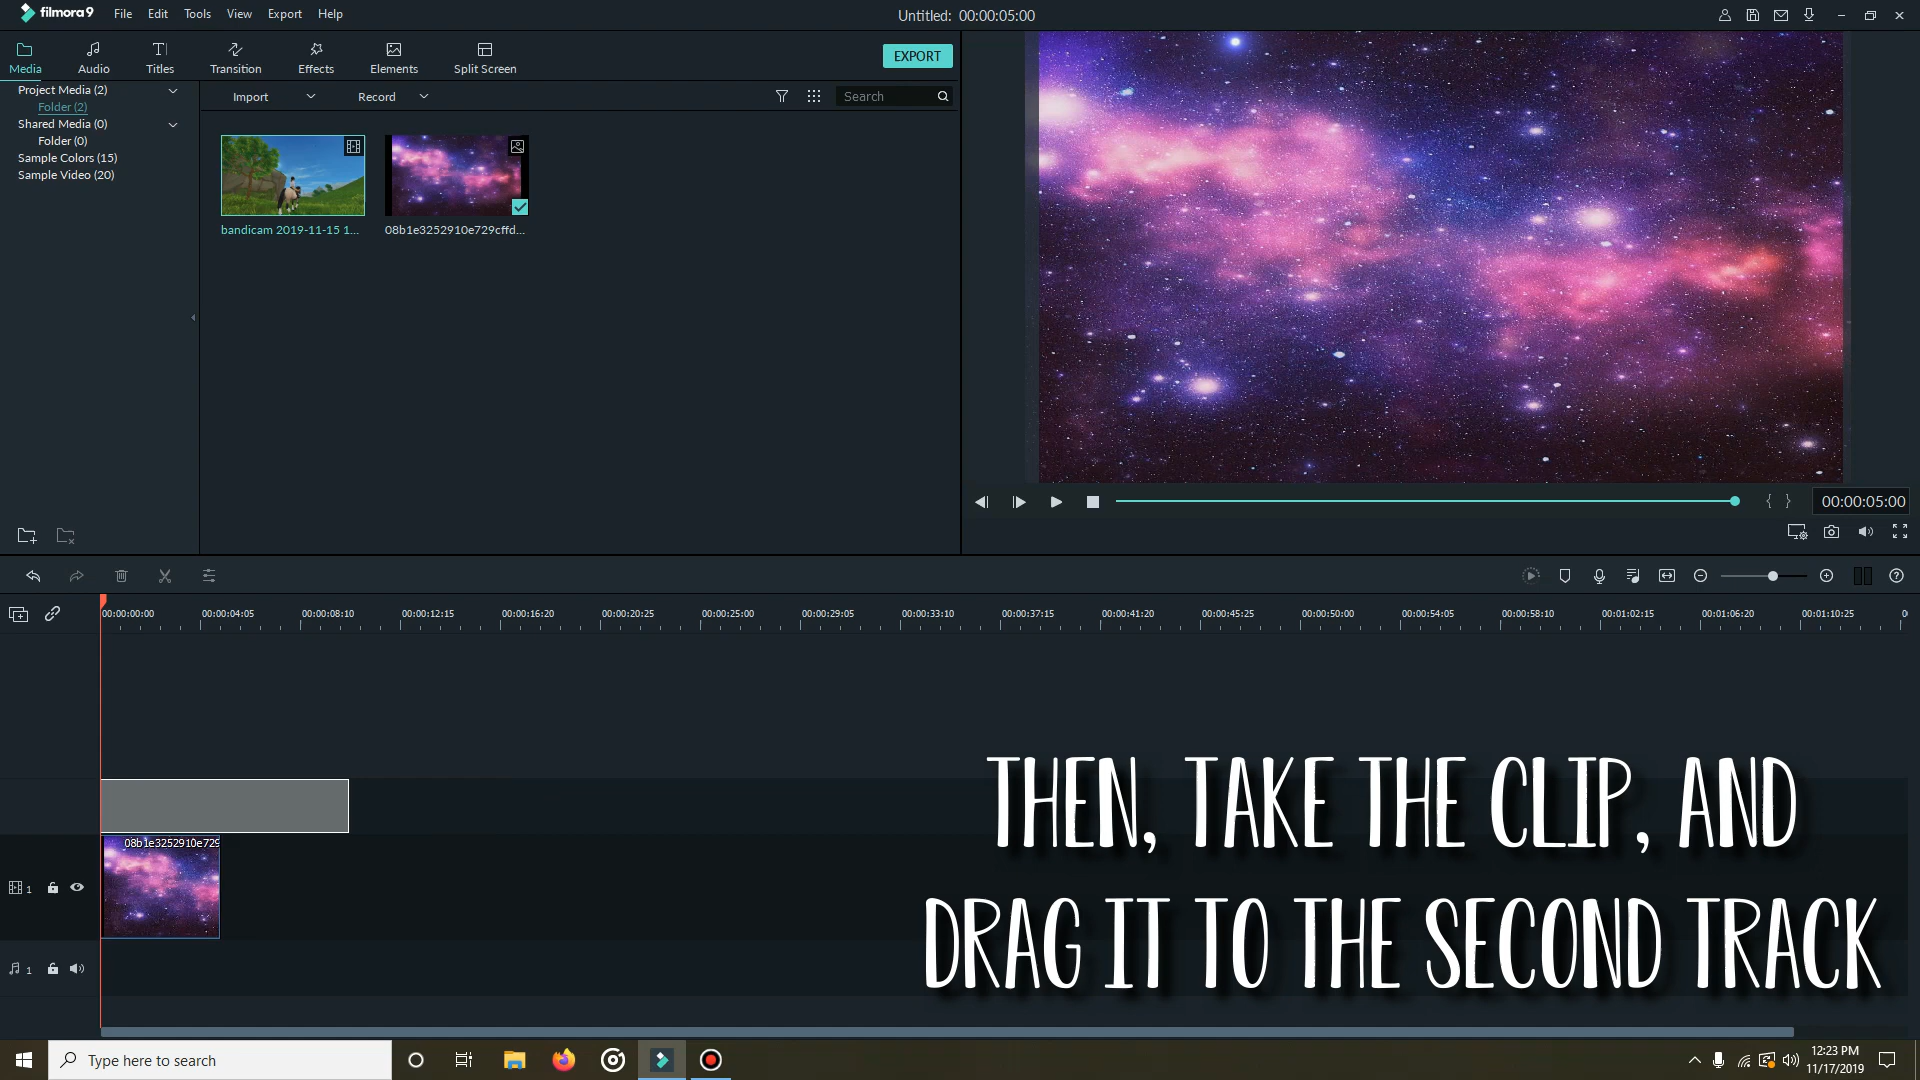 filmora9 File Edit Tools View Export Help Untitled: 00:00:05:00
Media Audio Titles Transition Effects Elements Split Screen EXPORT
Project Media (2)
Folder (2)
Shared Media (0)
Folder (0)
Sample Colors (15)
Sample Video (20)
Import Record Search
bandicam 2019-11-15 1... 08b1e3252910e729cffd...
00:00:05:00
00:00:00:00 00:00:04:05 00:00:08:10 00:00:12:15 00:00:16:20 00:00:20:25 00:00:25:00 00:00:29:05 00:00:33:10 00:00:37:15 00:00:41:20 00:00:45:25 00:00:50:00 00:00:54:05 00:00:58:10 00:01:02:15 00:01:06:20 00:01:10:25
THEN, TAKE THE CLIP, AND
DRAG IT TO THE SECOND TRACK
08b1e3252910e729
1
1
Type here to search
12:23 PM
11/17/2019